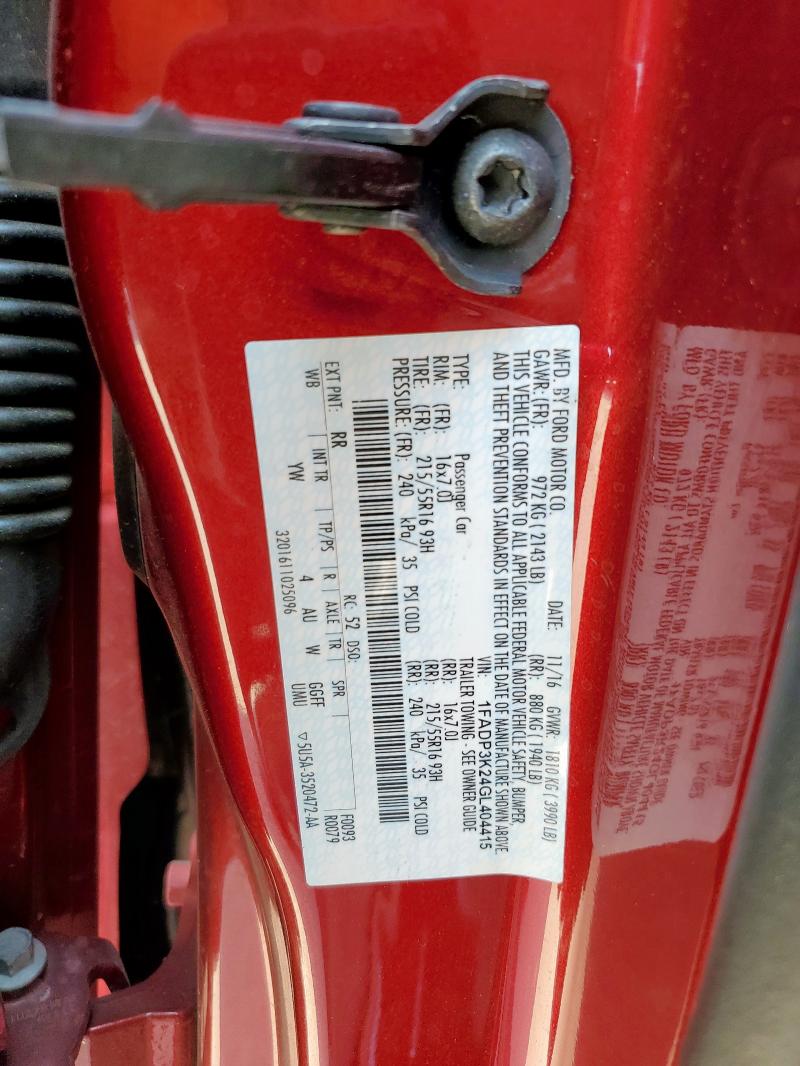 MFD. BY FORD MOTOR CO.
DATE: 11/16 GVWR: 1810 KG ( 3990 LB)
GAWR: (FR): 972 KG ( 2143 LB) (RR): 880 KG ( 1940 LB)
THIS VEHICLE CONFORMS TO ALL APPLICABLE FEDERAL MOTOR VEHICLE SAFETY, BUMPER
AND THEFT PREVENTION STANDARDS IN EFFECT ON THE DATE OF MANUFACTURE SHOWN ABOVE
VIN: 1FADP3K24GL404415
TYPE: Passenger Car TRAILER TOWING - SEE OWNER GUIDE
RIM: (FR): 16x7.0J (RR): 16x7.0J
TIRE: (FR): 215/55R16 93H (RR): 215/55R16 93H
PRESSURE: (FR): 240 kPa/ 35 PSI COLD (RR): 240 kPa/ 35 PSI COLD
EXT PNT: RR RC: 52 DSO: F0093
WB INT TR TP/PS R AXLE TR SPR R0079
YW 4 AU W GGFF
UMU
3201611025096 ▽5U5A-3520472-AA